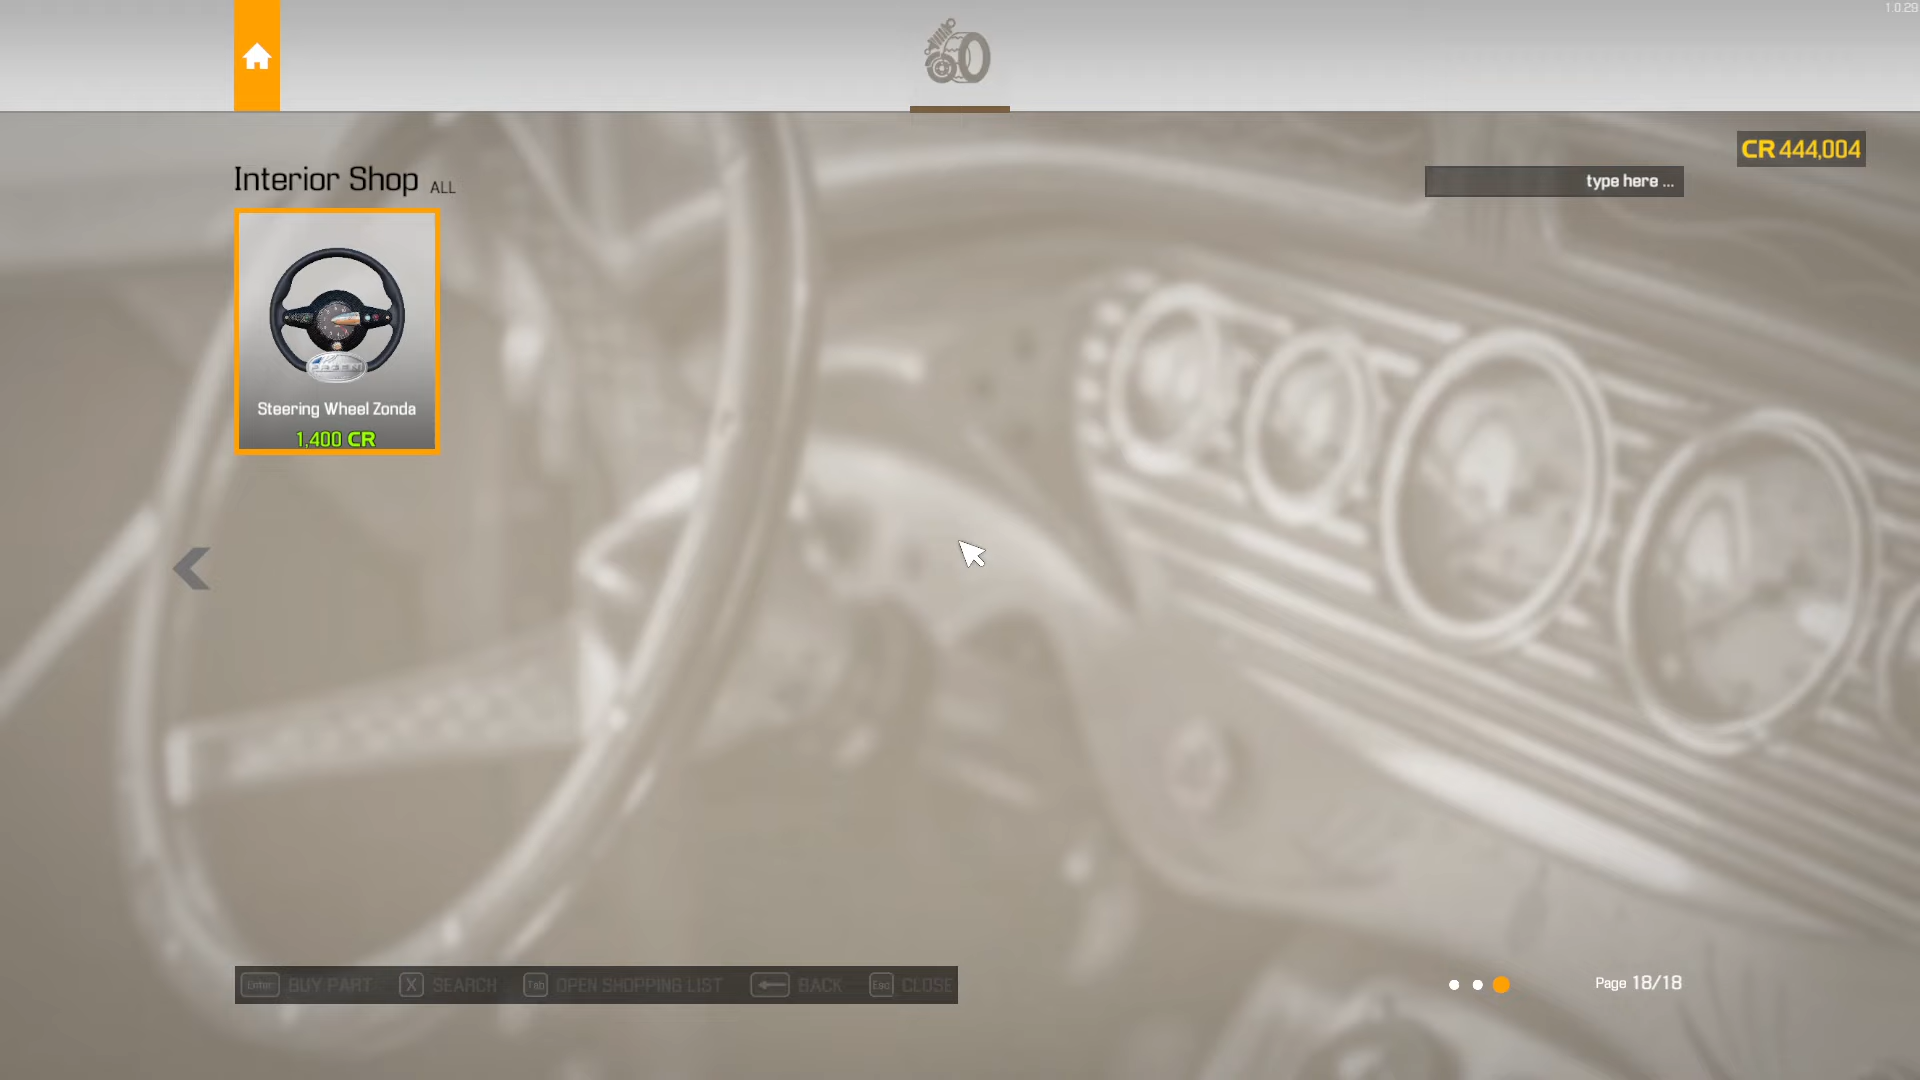 1.0.29
CR 444,004
Interior Shop ALL
type here ...
Steering Wheel Zonda
1,400 CR
Enter BUY PART X SEARCH Tab OPEN SHOPPING LIST BACK Esc CLOSE
Page 18/18